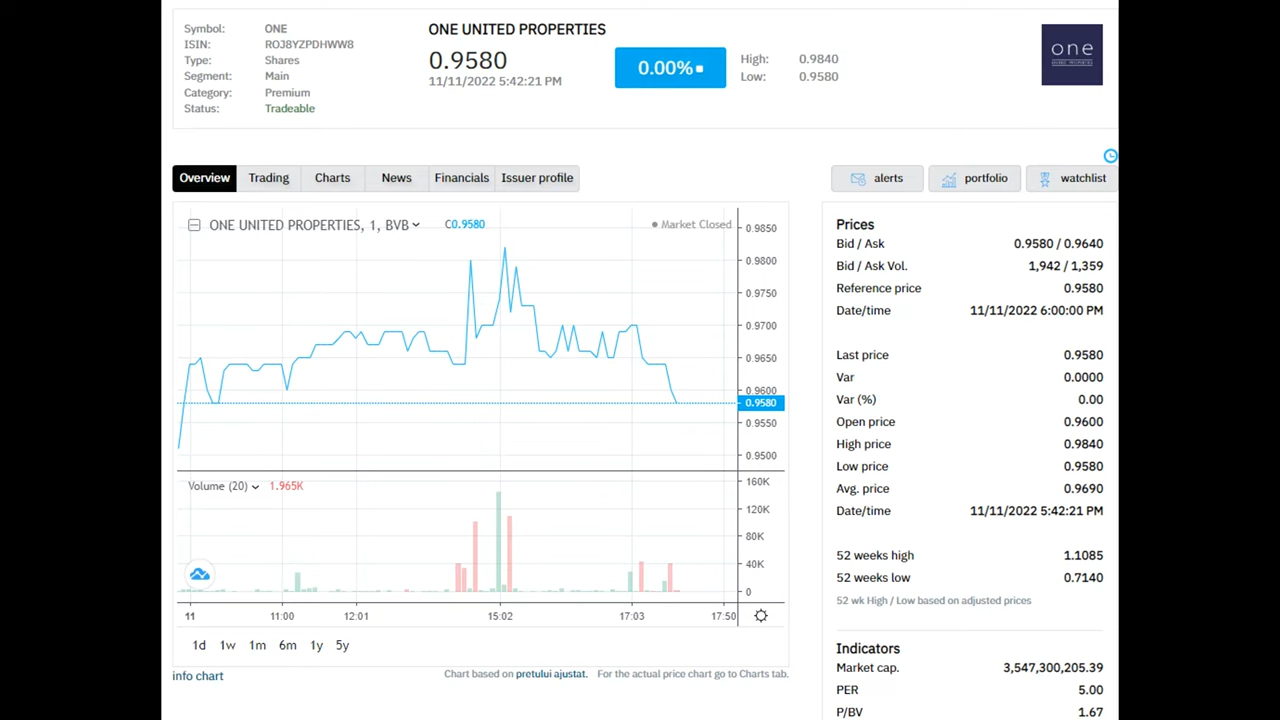 Symbol: ONE
ISIN: ROJ8YZPDHWW8
Type: Shares
Segment: Main
Category: Premium
Status: Tradeable
ONE UNITED PROPERTIES
0.9580
11/11/2022 5:42:21 PM
0.00%
High: 0.9840
Low: 0.9580
one
UNITED PROPERTIES
Overview Trading Charts News Financials Issuer profile
alerts portfolio watchlist
ONE UNITED PROPERTIES, 1, BVB C0.9580 Market Closed
0.9850
0.9800
0.9750
0.9700
0.9650
0.9600
0.9580
0.9550
0.9500
Volume (20) 1.965K
160K
120K
80K
40K
0
11 11:00 12:01 15:02 17:03 17:50
1d 1w 1m 6m 1y 5y
info chart
Chart based on pretului ajustat. For the actual price chart go to Charts tab.
Prices
Bid / Ask 0.9580 / 0.9640
Bid / Ask Vol. 1,942 / 1,359
Reference price 0.9580
Date/time 11/11/2022 6:00:00 PM
Last price 0.9580
Var 0.0000
Var (%) 0.00
Open price 0.9600
High price 0.9840
Low price 0.9580
Avg. price 0.9690
Date/time 11/11/2022 5:42:21 PM
52 weeks high 1.1085
52 weeks low 0.7140
52 wk High / Low based on adjusted prices
Indicators
Market cap. 3,547,300,205.39
PER 5.00
P/BV 1.67